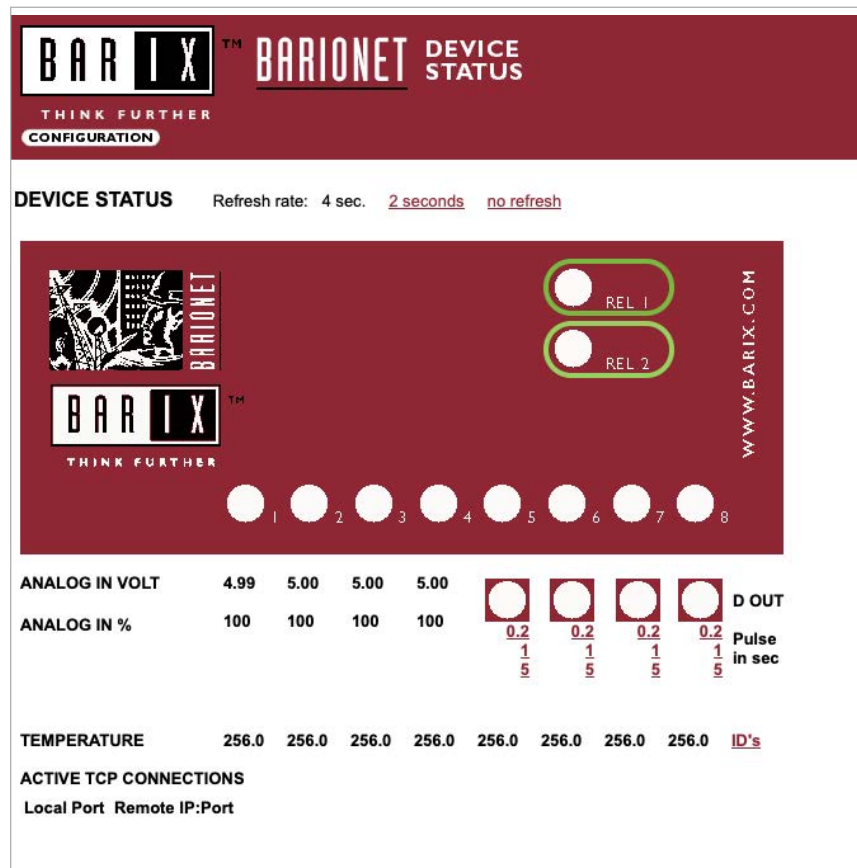 BARIX ™ BARIONET DEVICE
STATUS
THINK FURTHER
CONFIGURATION
DEVICE STATUS Refresh rate: 4 sec. 2 seconds no refresh
BARIONET
REL 1
REL 2
WWW.BARIX.COM
BARIX ™
THINK FURTHER
1 2 3 4 5 6 7 8
ANALOG IN VOLT 4.99 5.00 5.00 5.00
D OUT
ANALOG IN % 100 100 100 100
0.2 0.2 0.2 0.2 Pulse
1 1 1 1 in sec
5 5 5 5
TEMPERATURE 256.0 256.0 256.0 256.0 256.0 256.0 256.0 256.0 ID's
ACTIVE TCP CONNECTIONS
Local Port Remote IP:Port